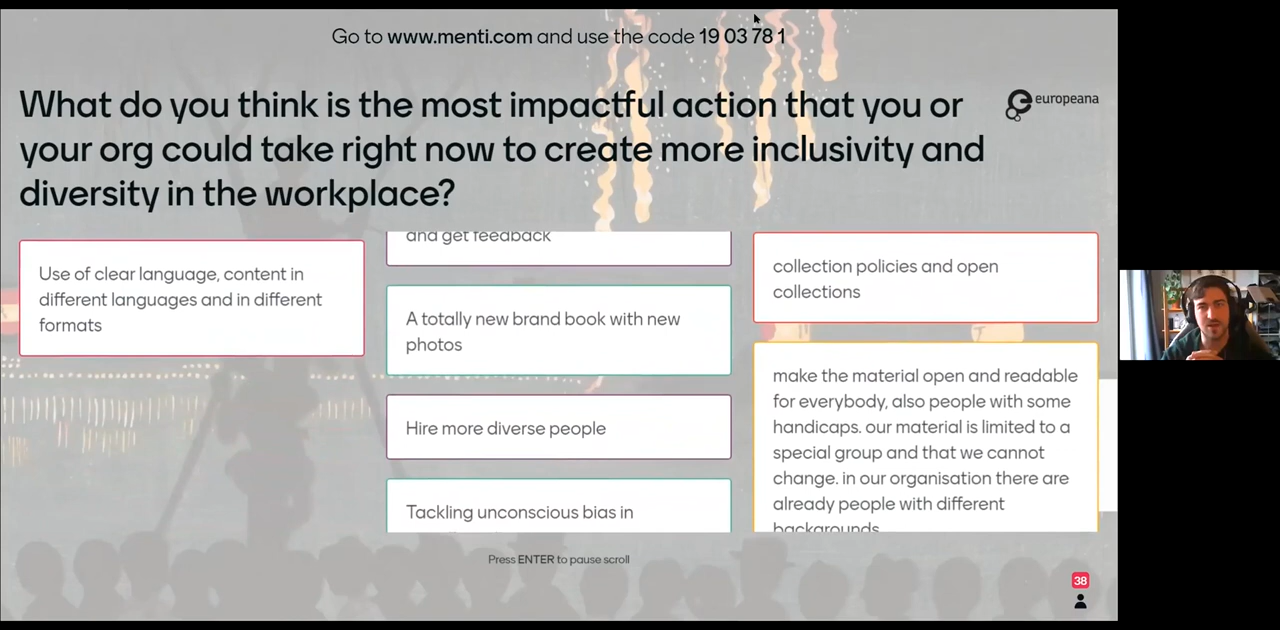 Go to www.menti.com and use the code 19 03 78 1
What do you think is the most impactful action that you or
your org could take right now to create more inclusivity and
diversity in the workplace?
europeana
Use of clear language, content in
different languages and in different
formats
and get feedback
A totally new brand book with new
photos
Hire more diverse people
Tackling unconscious bias in
collection policies and open
collections
make the material open and readable
for everybody, also people with some
handicaps. our material is limited to a
special group and that we cannot
change. in our organisation there are
already people with different
backgrounds
Press ENTER to pause scroll
38